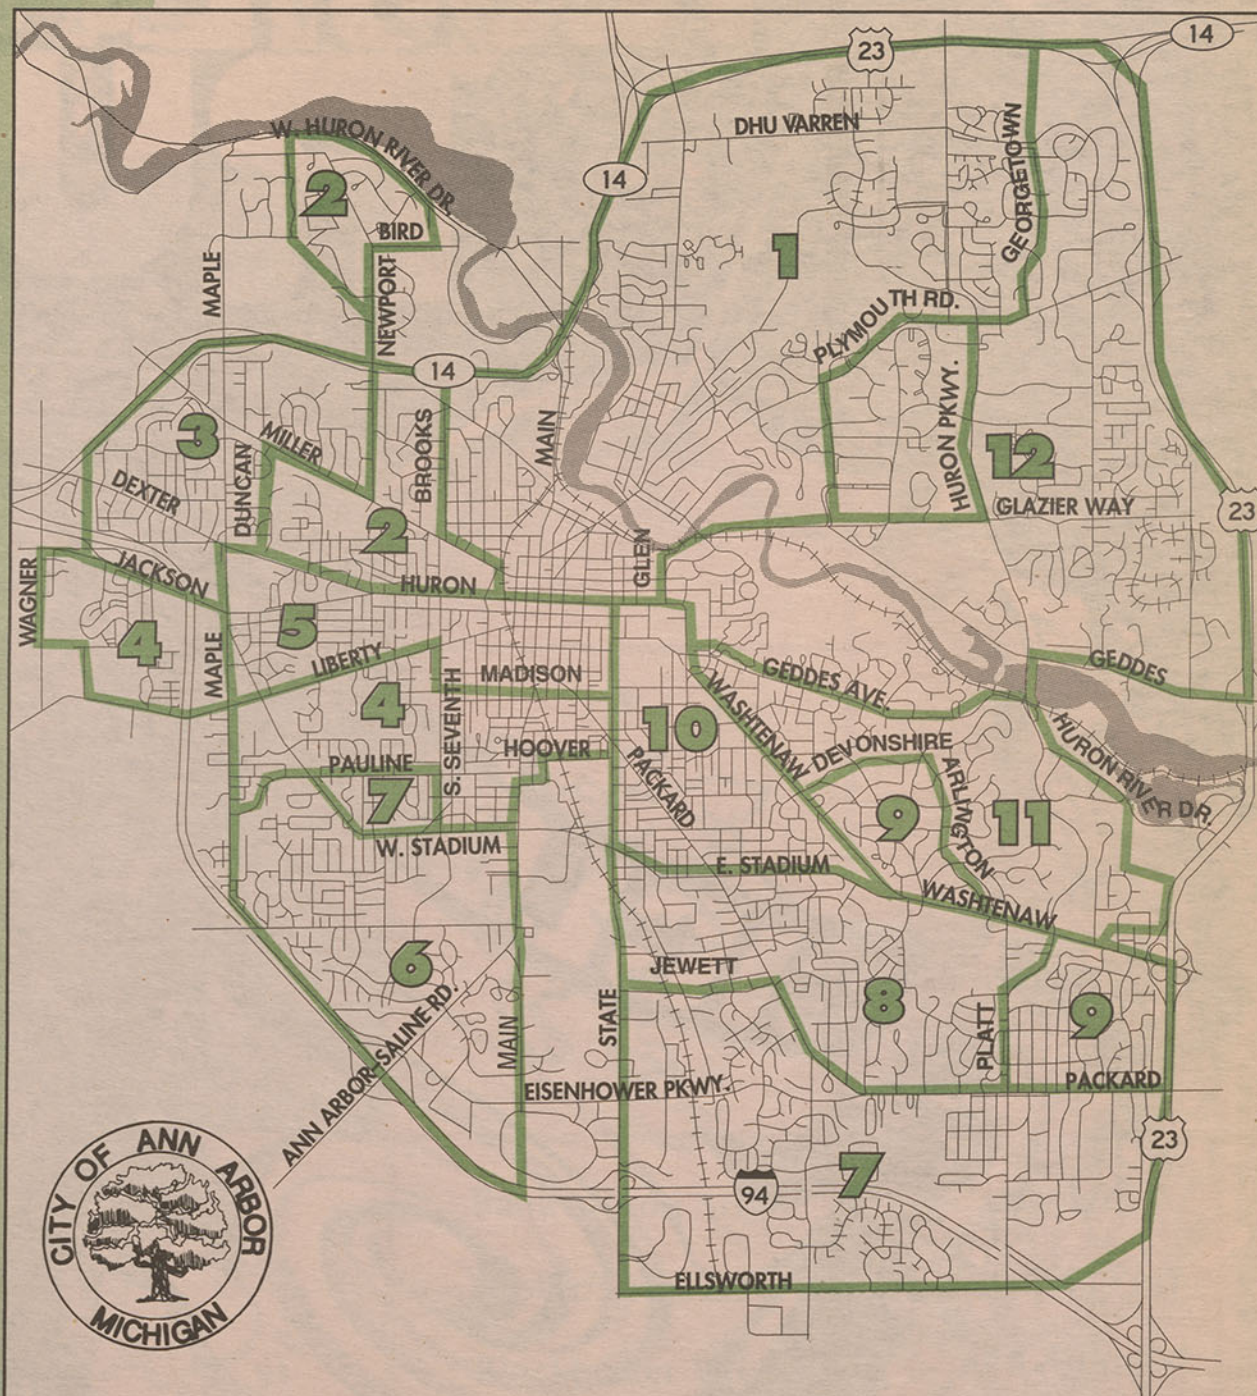 23
14
W. HURON RIVER DR.
DHU VARREN
GEORGETOWN
14
2
BIRD
1
MAPLE
NEWPORT
PLYMOUTH RD.
14
HURON PKWY.
3
MILLER
BROOKS
MAIN
12
DEXTER
DUNCAN
GLAZIER WAY
23
2
WAGNER
JACKSON
HURON
GLEN
4
5
MAPLE
LIBERTY
MADISON
GEDDES AVE.
GEDDES
4
S. SEVENTH
10
WASHTENAW
HOOVER
DEVONSHIRE
HURON RIVER DR.
PAULINE
PACKARD
7
9
ARLINGTON
11
W. STADIUM
E. STADIUM
WASHTENAW
6
JEWETT
ANN ARBOR-SALINE RD.
MAIN
STATE
8
PLATT
9
EISENHOWER PKWY.
PACKARD
23
7
94
ELLSWORTH
CITY OF ANN ARBOR
MICHIGAN